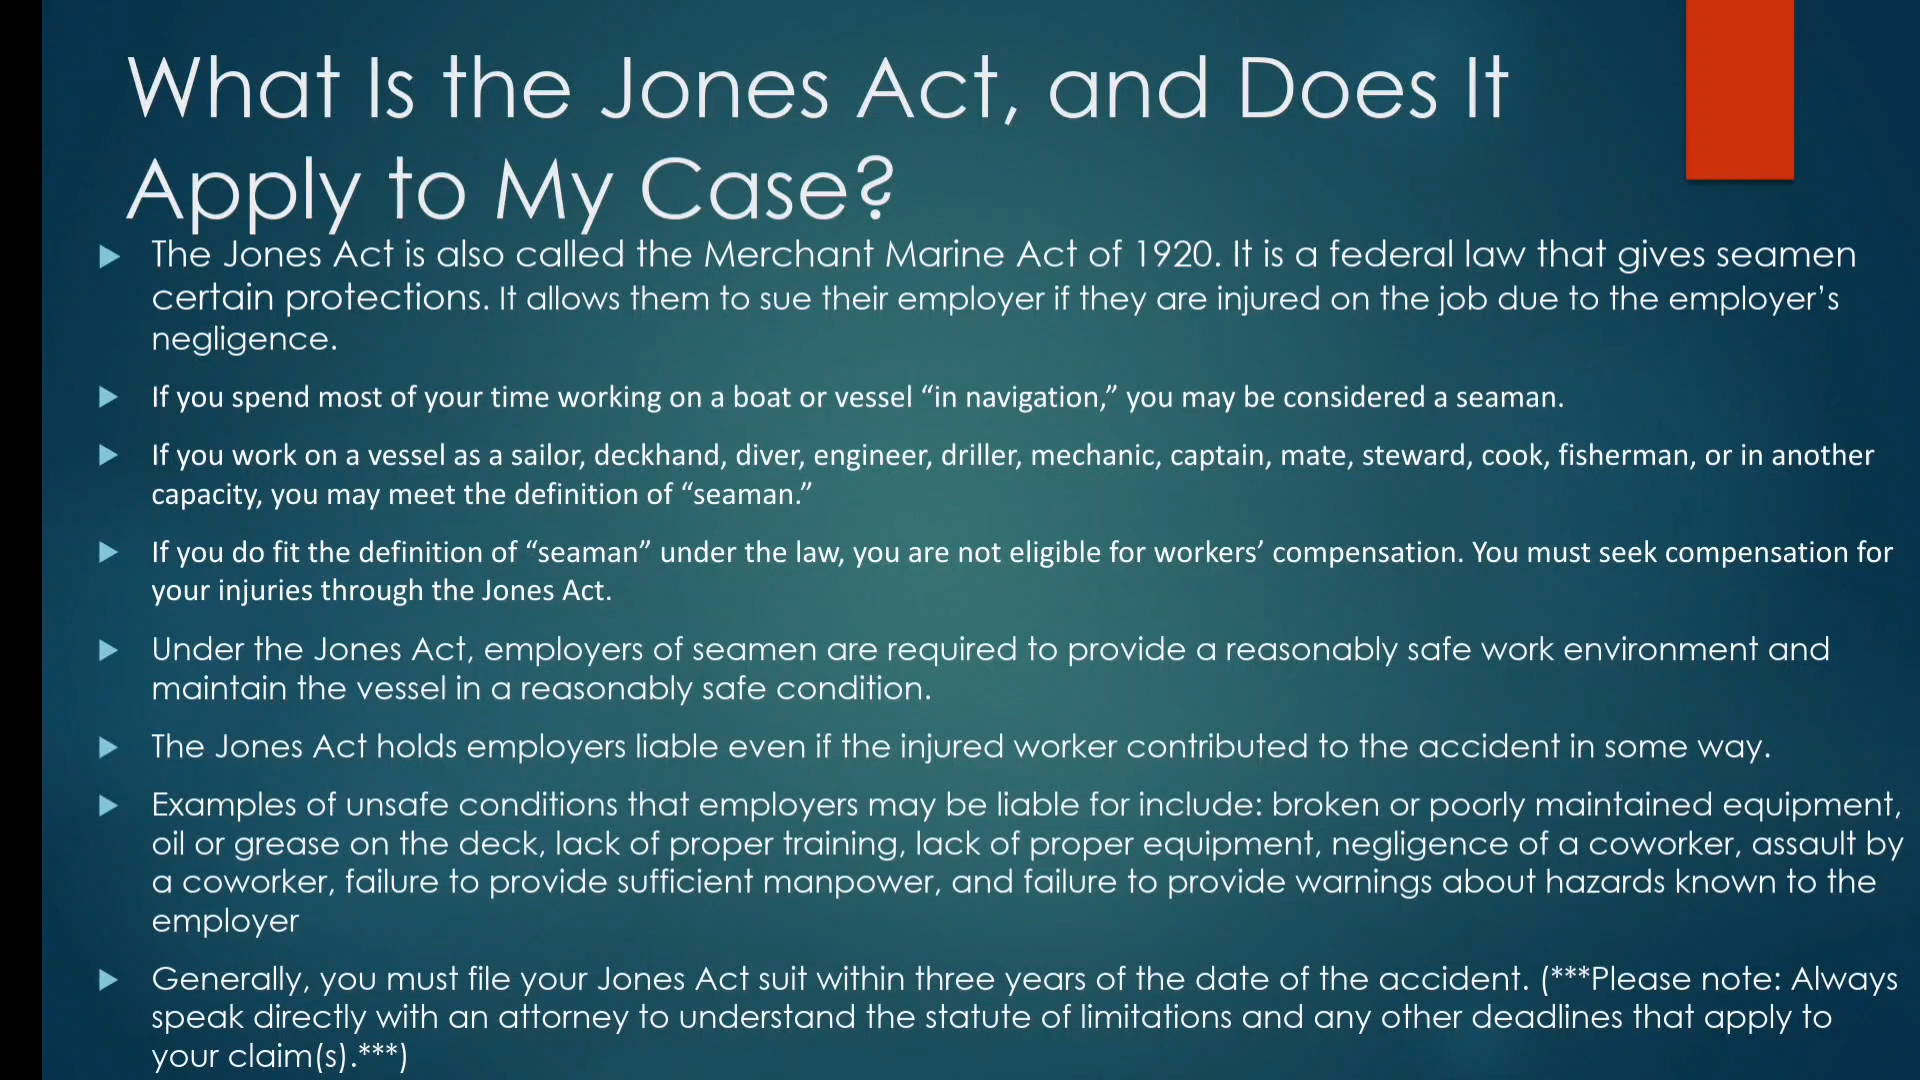 What Is the Jones Act, and Does It
Apply to My Case?
The Jones Act is also called the Merchant Marine Act of 1920. It is a federal law that gives seamen
certain protections. It allows them to sue their employer if they are injured on the job due to the employer’s
negligence.
If you spend most of your time working on a boat or vessel “in navigation,” you may be considered a seaman.
If you work on a vessel as a sailor, deckhand, diver, engineer, driller, mechanic, captain, mate, steward, cook, fisherman, or in another
capacity, you may meet the definition of “seaman.”
If you do fit the definition of “seaman” under the law, you are not eligible for workers’ compensation. You must seek compensation for
your injuries through the Jones Act.
Under the Jones Act, employers of seamen are required to provide a reasonably safe work environment and
maintain the vessel in a reasonably safe condition.
The Jones Act holds employers liable even if the injured worker contributed to the accident in some way.
Examples of unsafe conditions that employers may be liable for include: broken or poorly maintained equipment,
oil or grease on the deck, lack of proper training, lack of proper equipment, negligence of a coworker, assault by
a coworker, failure to provide sufficient manpower, and failure to provide warnings about hazards known to the
employer
Generally, you must file your Jones Act suit within three years of the date of the accident. (***Please note: Always
speak directly with an attorney to understand the statute of limitations and any other deadlines that apply to
your claim(s).***)